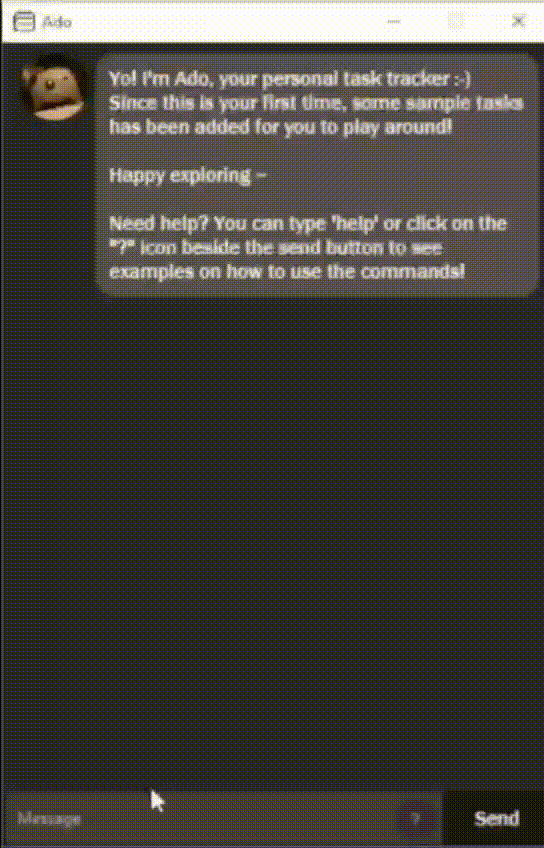 Ado
Yo! I'm Ado, your personal task tracker :-)
Since this is your first time, some sample tasks
has been added for you to play around!
Happy exploring ~
Need help? You can type 'help' or click on the
"?" icon beside the send button to see
examples on how to use the commands!
Message
?
Send